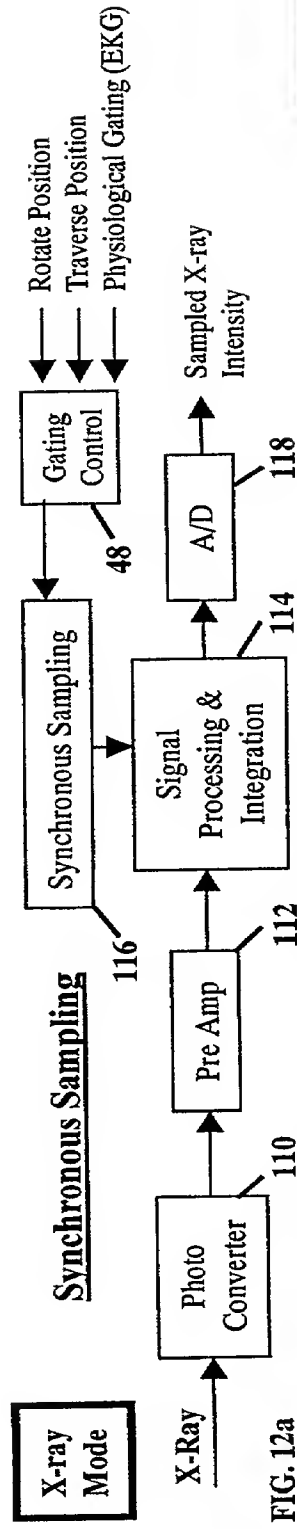 X-ray
Mode
Synchronous Sampling
Synchronous Sampling
116
Gating
Control
48
Rotate Position
Traverse Position
Physiological Gating (EKG)
X-Ray
Photo
Converter
110
Pre Amp
112
Signal
Processing &
Integration
114
A/D
118
Sampled X-ray
Intensity
FIG. 12a